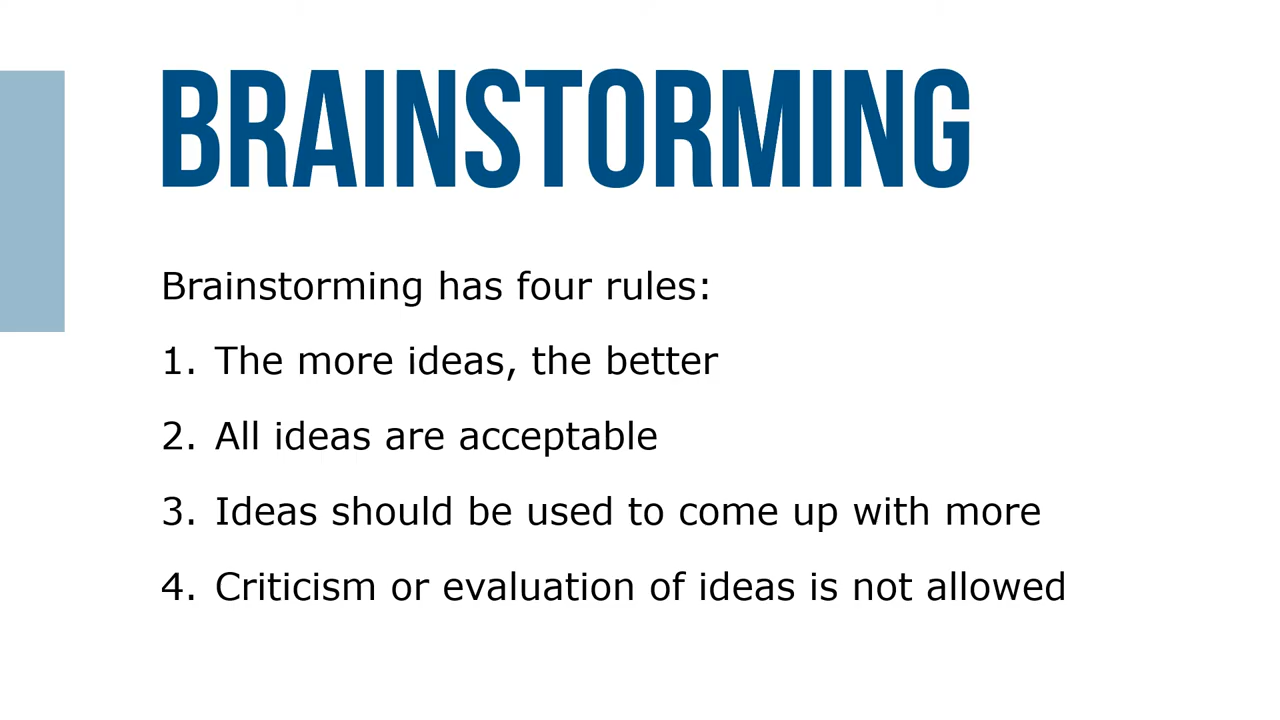 BRAINSTORMING
Brainstorming has four rules:
1. The more ideas, the better
2. All ideas are acceptable
3. Ideas should be used to come up with more
4. Criticism or evaluation of ideas is not allowed